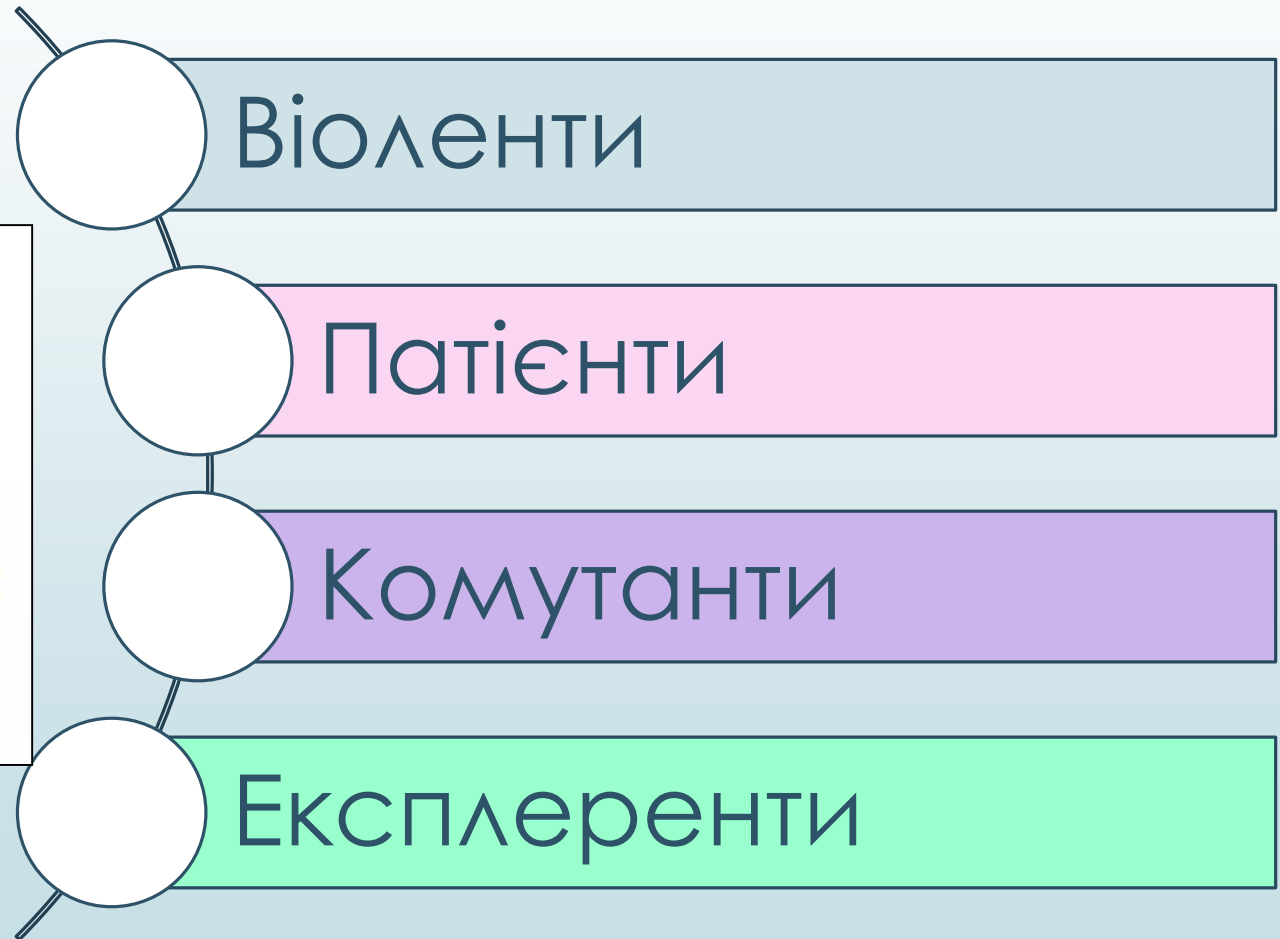 Віоленти
Патієнти
Комутанти
Експлеренти